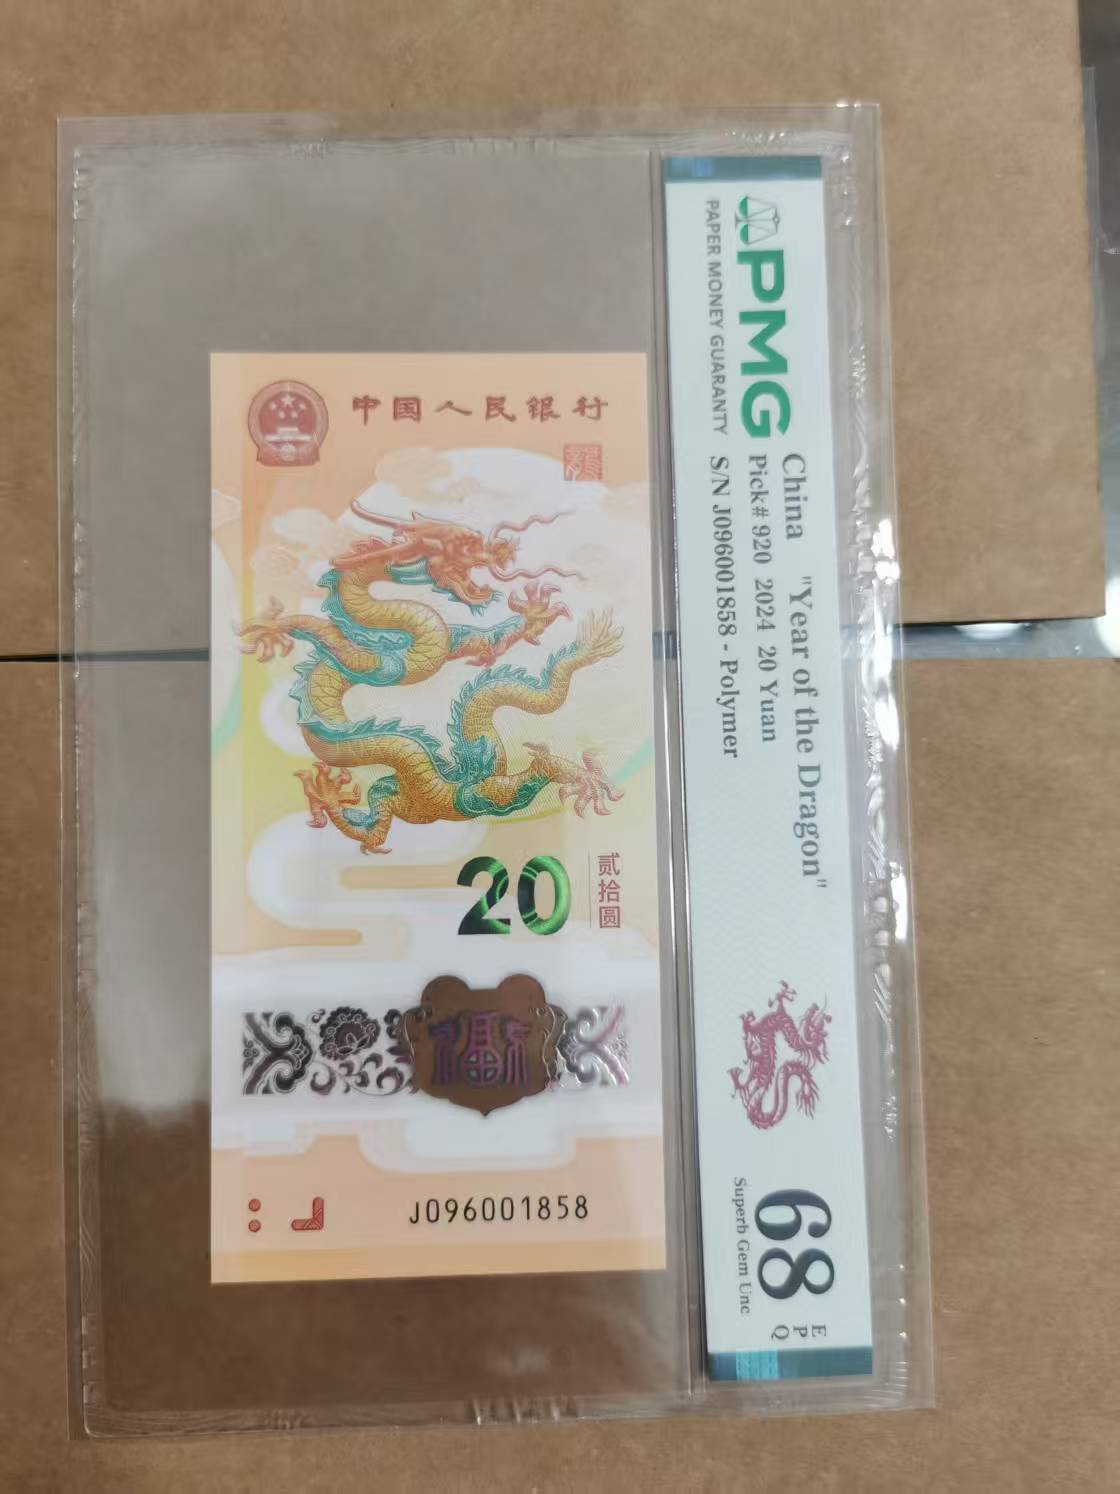 中国人民银行
龍
20
贰拾圆
福
J096001858
PMG
PAPER MONEY GUARANTY
China "Year of the Dragon"
Pick# 920 2024 20 Yuan
S/N J096001858 - Polymer
68
EPQ
Superb Gem Unc